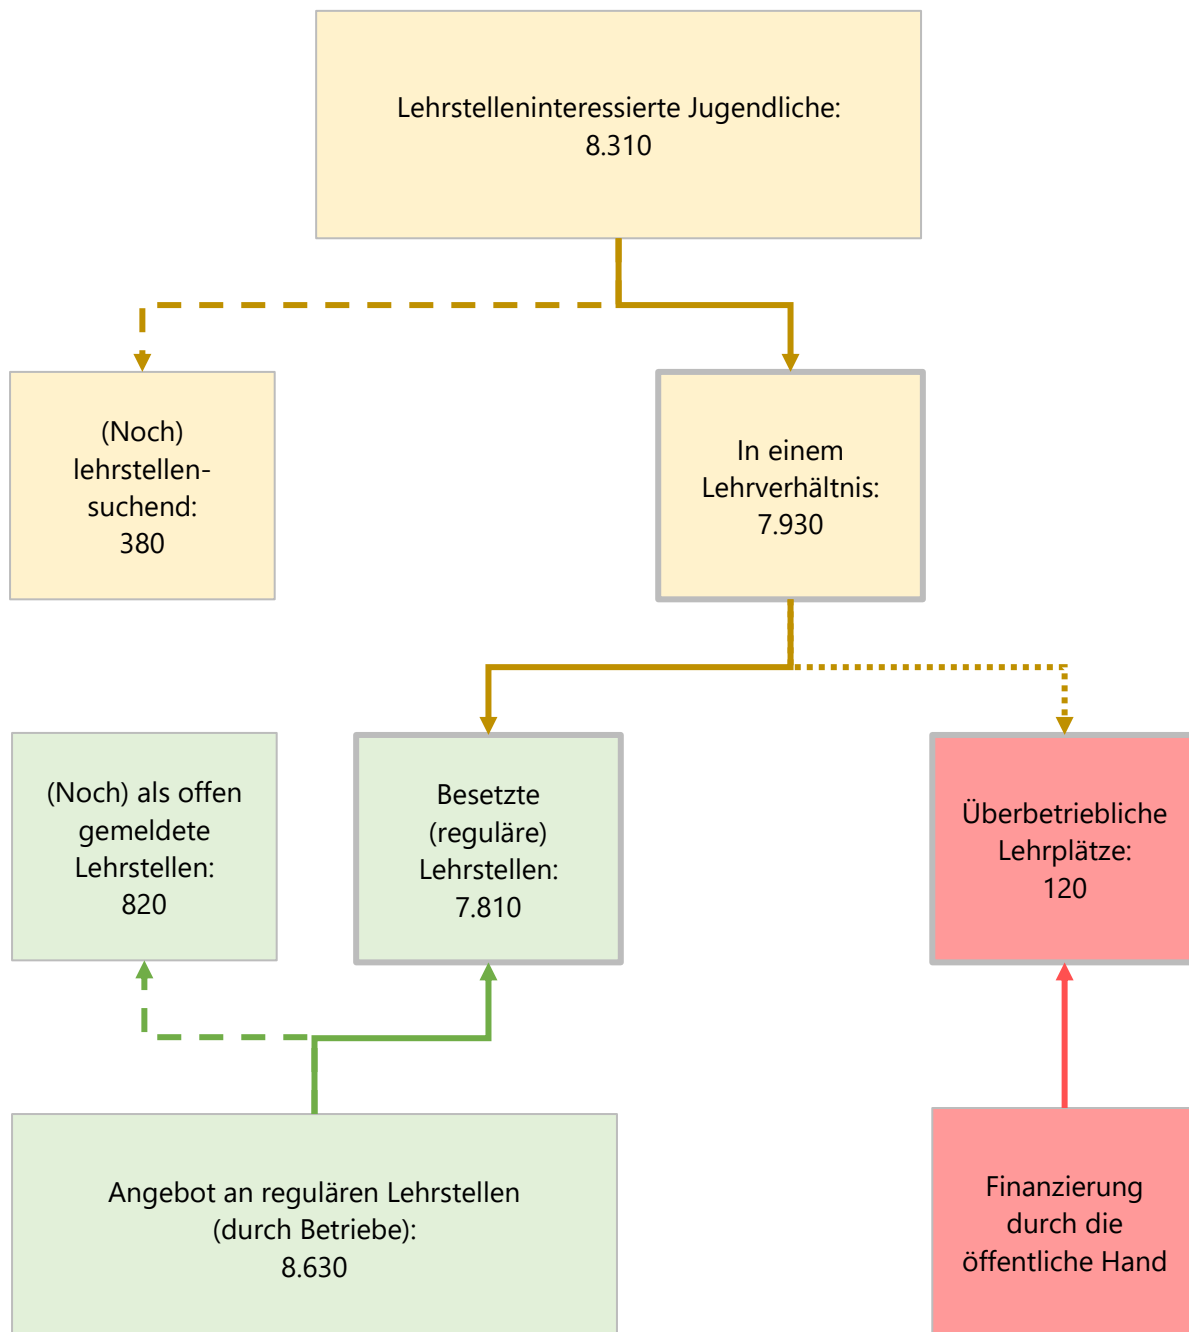 Lehrstelleninteressierte Jugendliche:
8.310
(Noch)
lehrstellen-
suchend:
380
In einem
Lehrverhältnis:
7.930
(Noch) als offen
gemeldete
Lehrstellen:
820
Besetzte
(reguläre)
Lehrstellen:
7.810
Überbetriebliche
Lehrplätze:
120
Angebot an regulären Lehrstellen
(durch Betriebe):
8.630
Finanzierung
durch die
öffentliche Hand